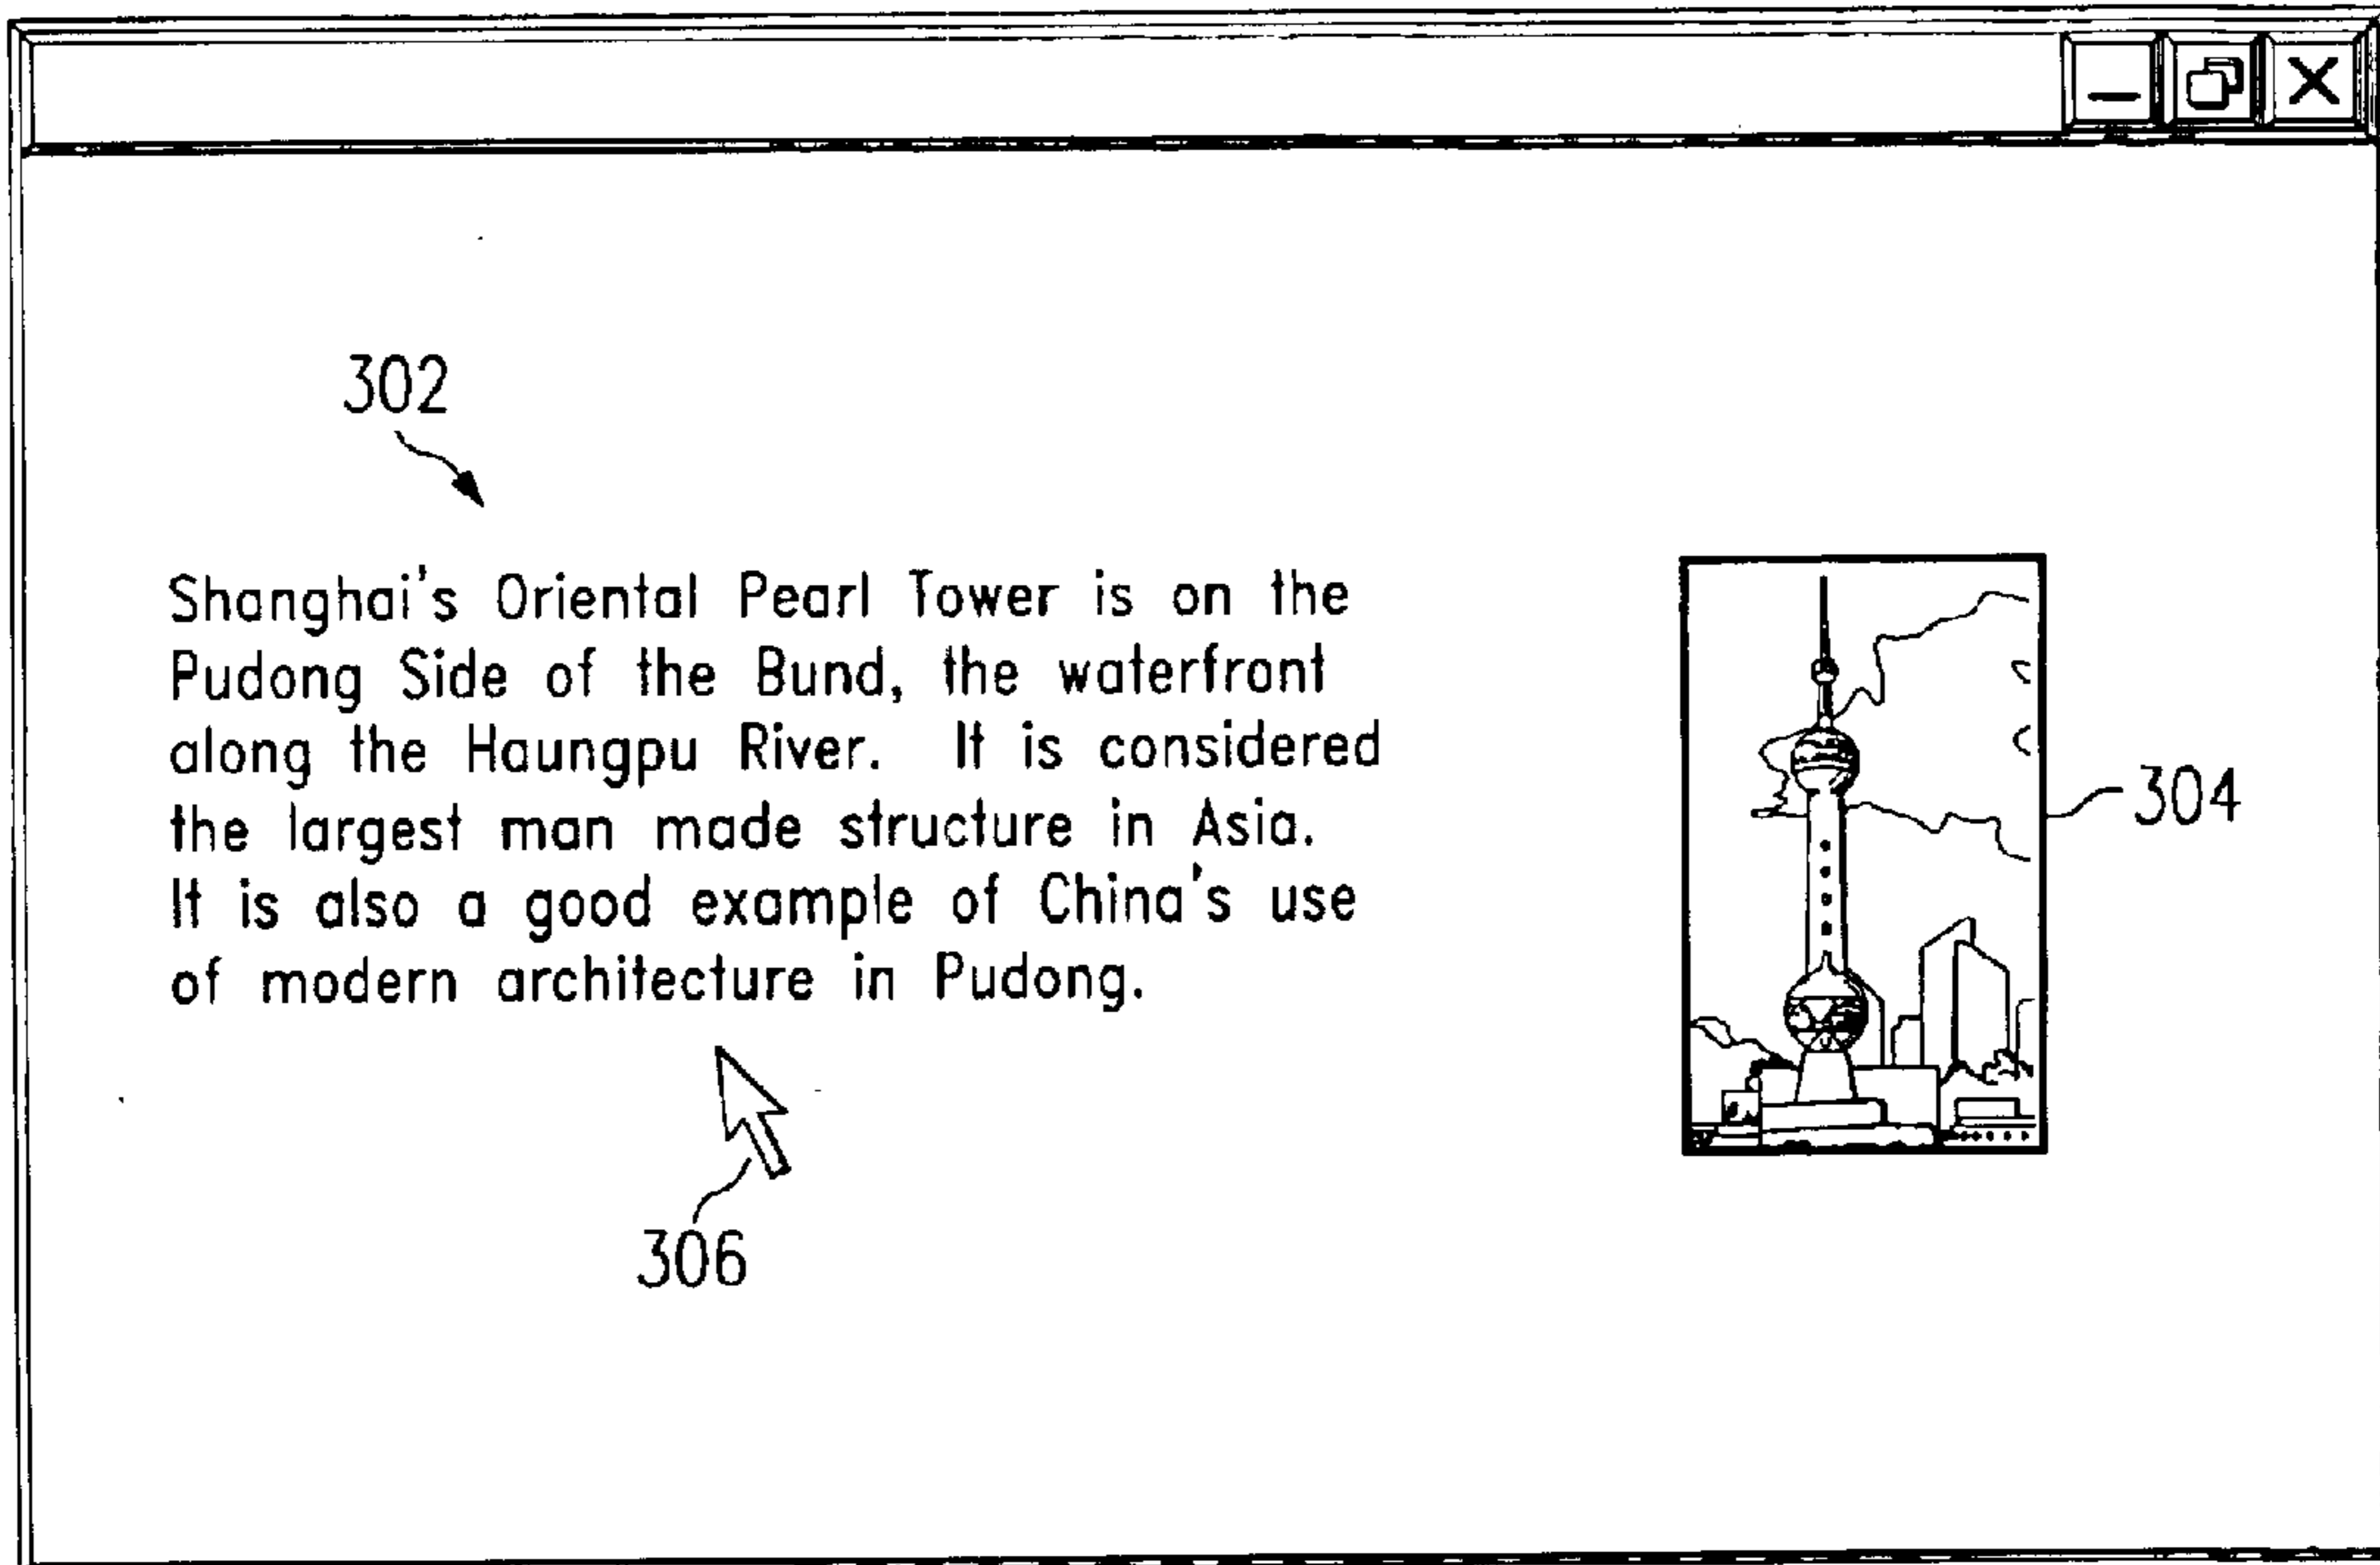 302
Shanghai's Oriental Pearl Tower is on the
Pudong Side of the Bund, the waterfront
along the Haungpu River. It is considered
the largest man made structure in Asia.
It is also a good example of China's use
of modern architecture in Pudong.
304
306